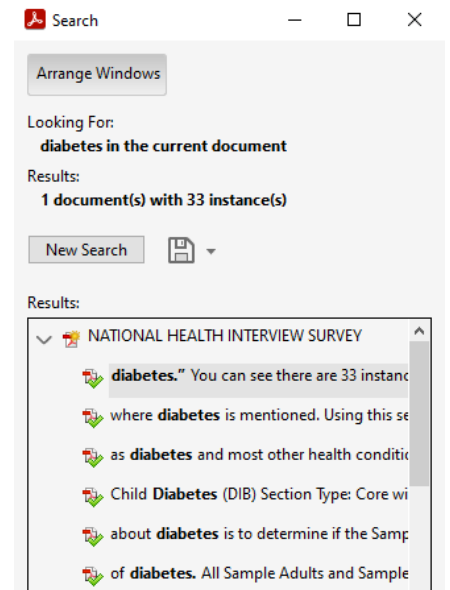 Search
Arrange Windows
Looking For:
diabetes in the current document
Results:
1 document(s) with 33 instance(s)
New Search
Results:
NATIONAL HEALTH INTERVIEW SURVEY
diabetes.” You can see there are 33 instanc
where diabetes is mentioned. Using this se
as diabetes and most other health conditic
Child Diabetes (DIB) Section Type: Core wi
about diabetes is to determine if the Samp
of diabetes. All Sample Adults and Sample